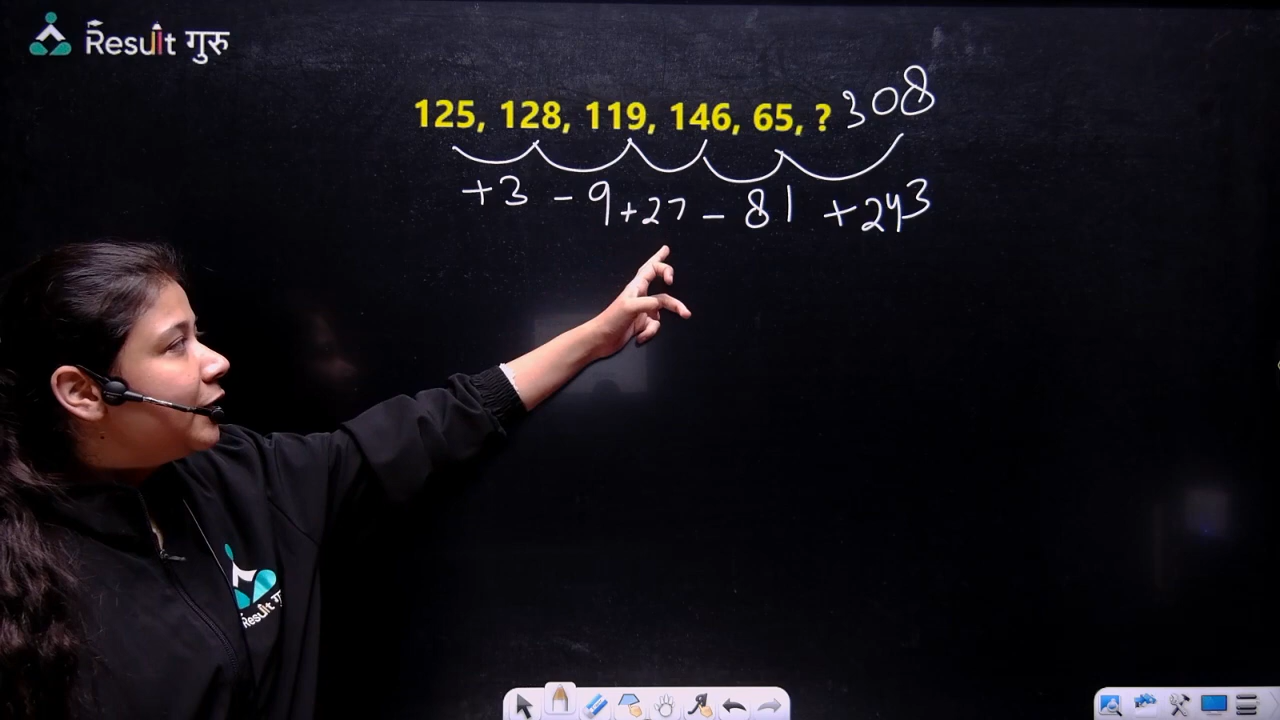 Result गुरु
125, 128, 119, 146, 65, ? 308
+3 -9 +27 -81 +243
Result गु